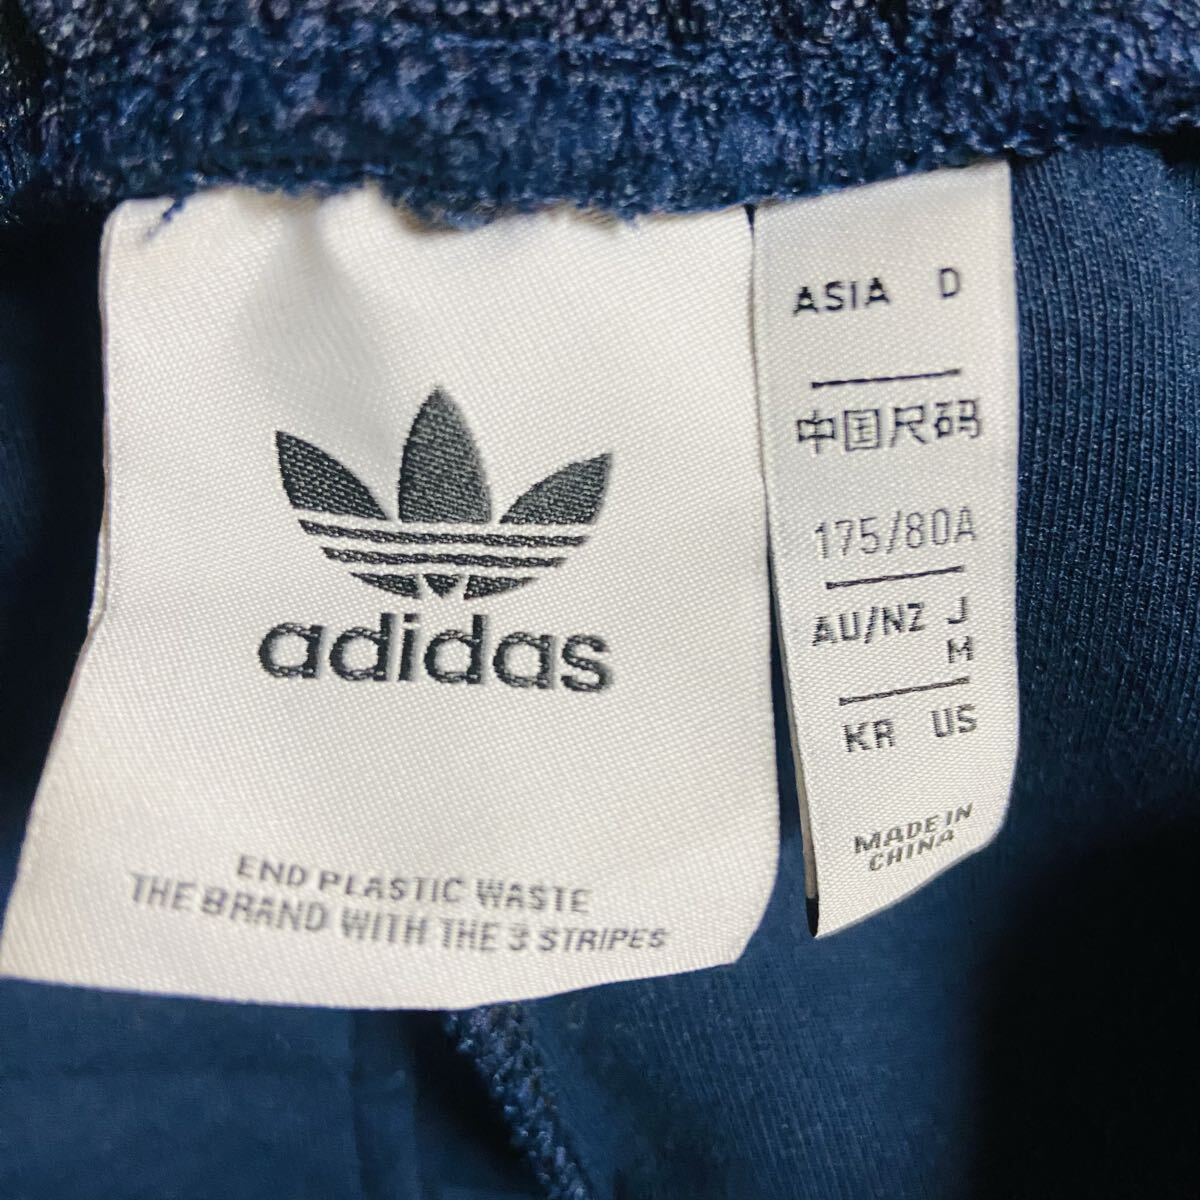 adidas
END PLASTIC WASTE
THE BRAND WITH THE 3 STRIPES
ASIA D
中国尺码
175/80A
AU/NZ J
M
KR US
MADE IN
CHINA